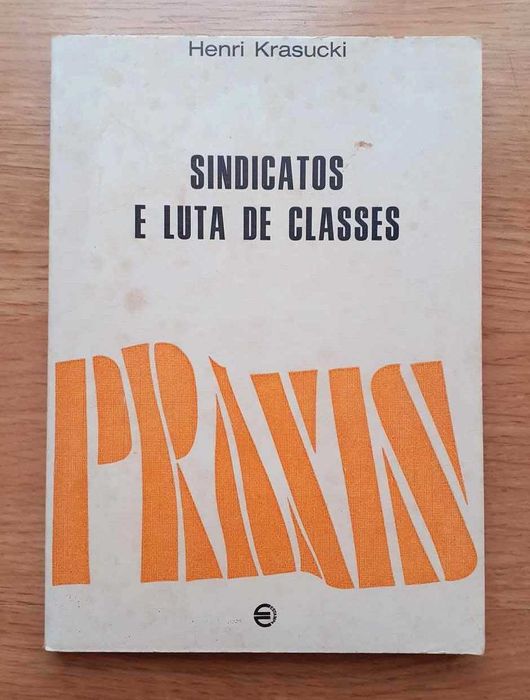 Henri Krasucki
SINDICATOS
E LUTA DE CLASSES
PRAXIS